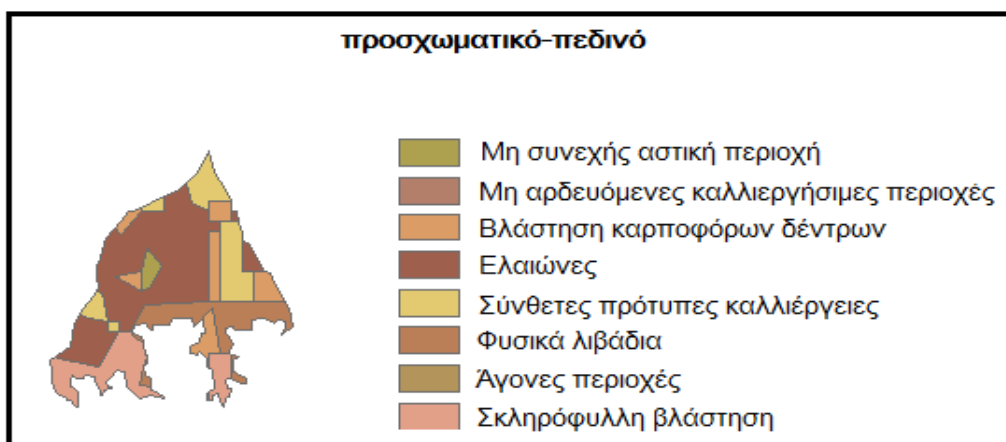 προσχωματικό-πεδινό
Μη συνεχής αστική περιοχή
Μη αρδευόμενες καλλιεργήσιμες περιοχές
Βλάστηση καρποφόρων δέντρων
Ελαιώνες
Σύνθετες πρότυπες καλλιέργειες
Φυσικά λιβάδια
Άγονες περιοχές
Σκληρόφυλλη βλάστηση